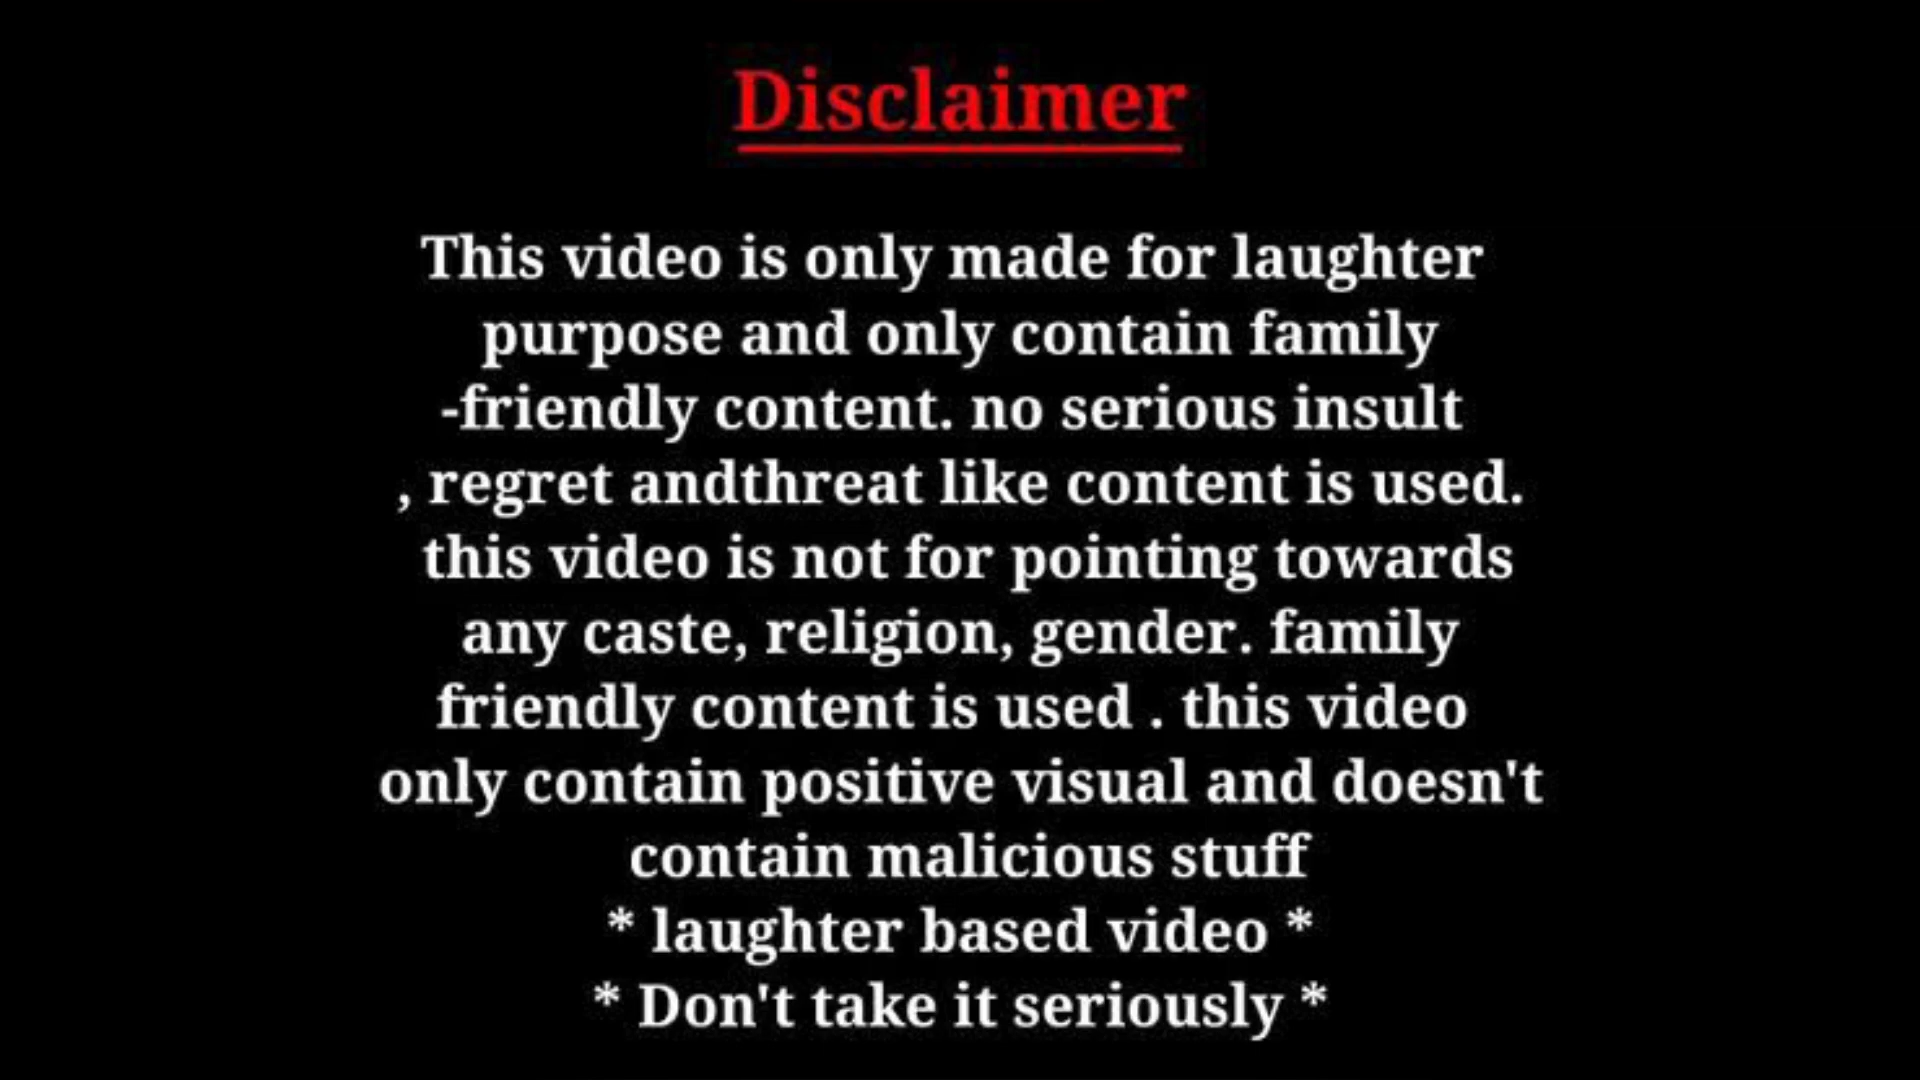 Disclaimer
This video is only made for laughter
purpose and only contain family
-friendly content. no serious insult
, regret andthreat like content is used.
this video is not for pointing towards
any caste, religion, gender. family
friendly content is used . this video
only contain positive visual and doesn't
contain malicious stuff
* laughter based video *
* Don't take it seriously *